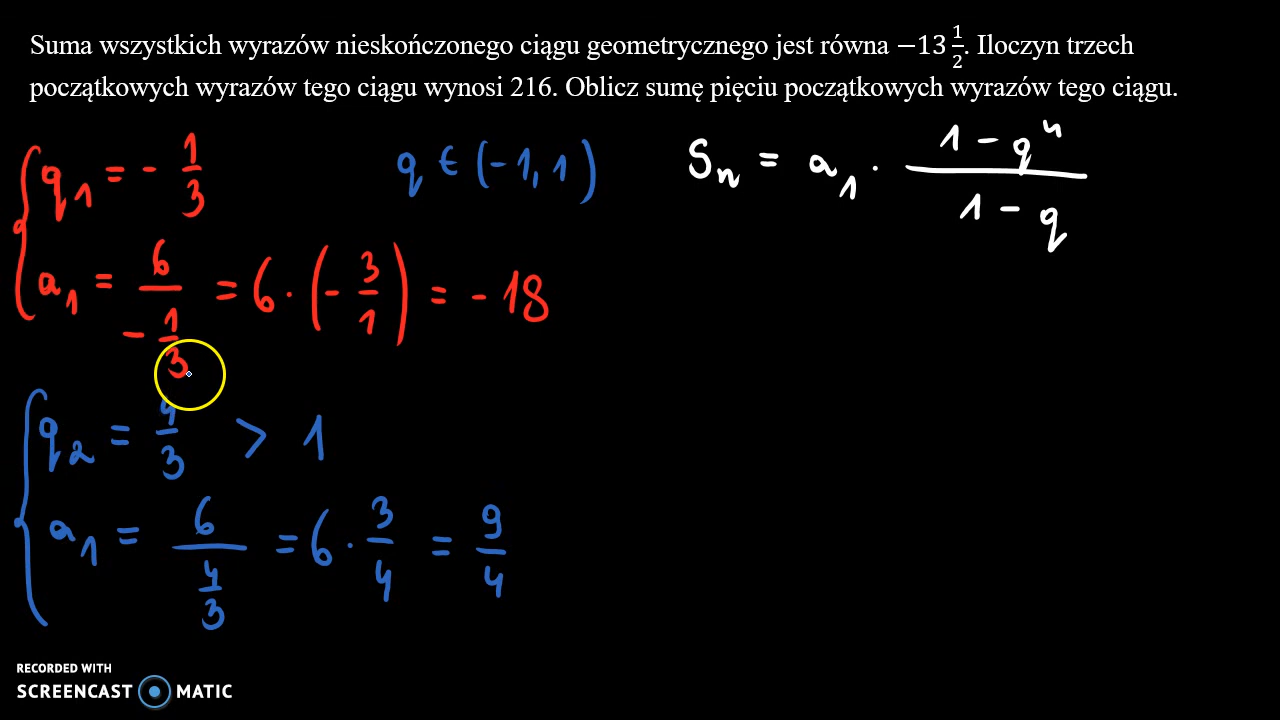 Suma wszystkich wyrazów nieskończonego ciągu geometrycznego jest równa −13 1/2. Iloczyn trzech
początkowych wyrazów tego ciągu wynosi 216. Oblicz sumę pięciu początkowych wyrazów tego ciągu.
q₁ = - 1/3
q ∈ (-1, 1)
Sₙ = a₁ · (1 - qⁿ)/(1 - q)
a₁ = 6/(- 1/3) = 6 · (- 3/1) = - 18
q₂ = 4/3 > 1
a₁ = 6/(4/3) = 6 · 3/4 = 9/4
RECORDED WITH
SCREENCAST MATIC